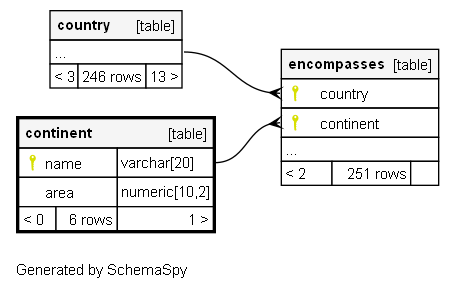 country [table]
...
< 3 246 rows 13 >
encompasses [table]
country
continent
...
< 2 251 rows
continent [table]
name varchar[20]
area numeric[10,2]
< 0 6 rows 1 >
Generated by SchemaSpy